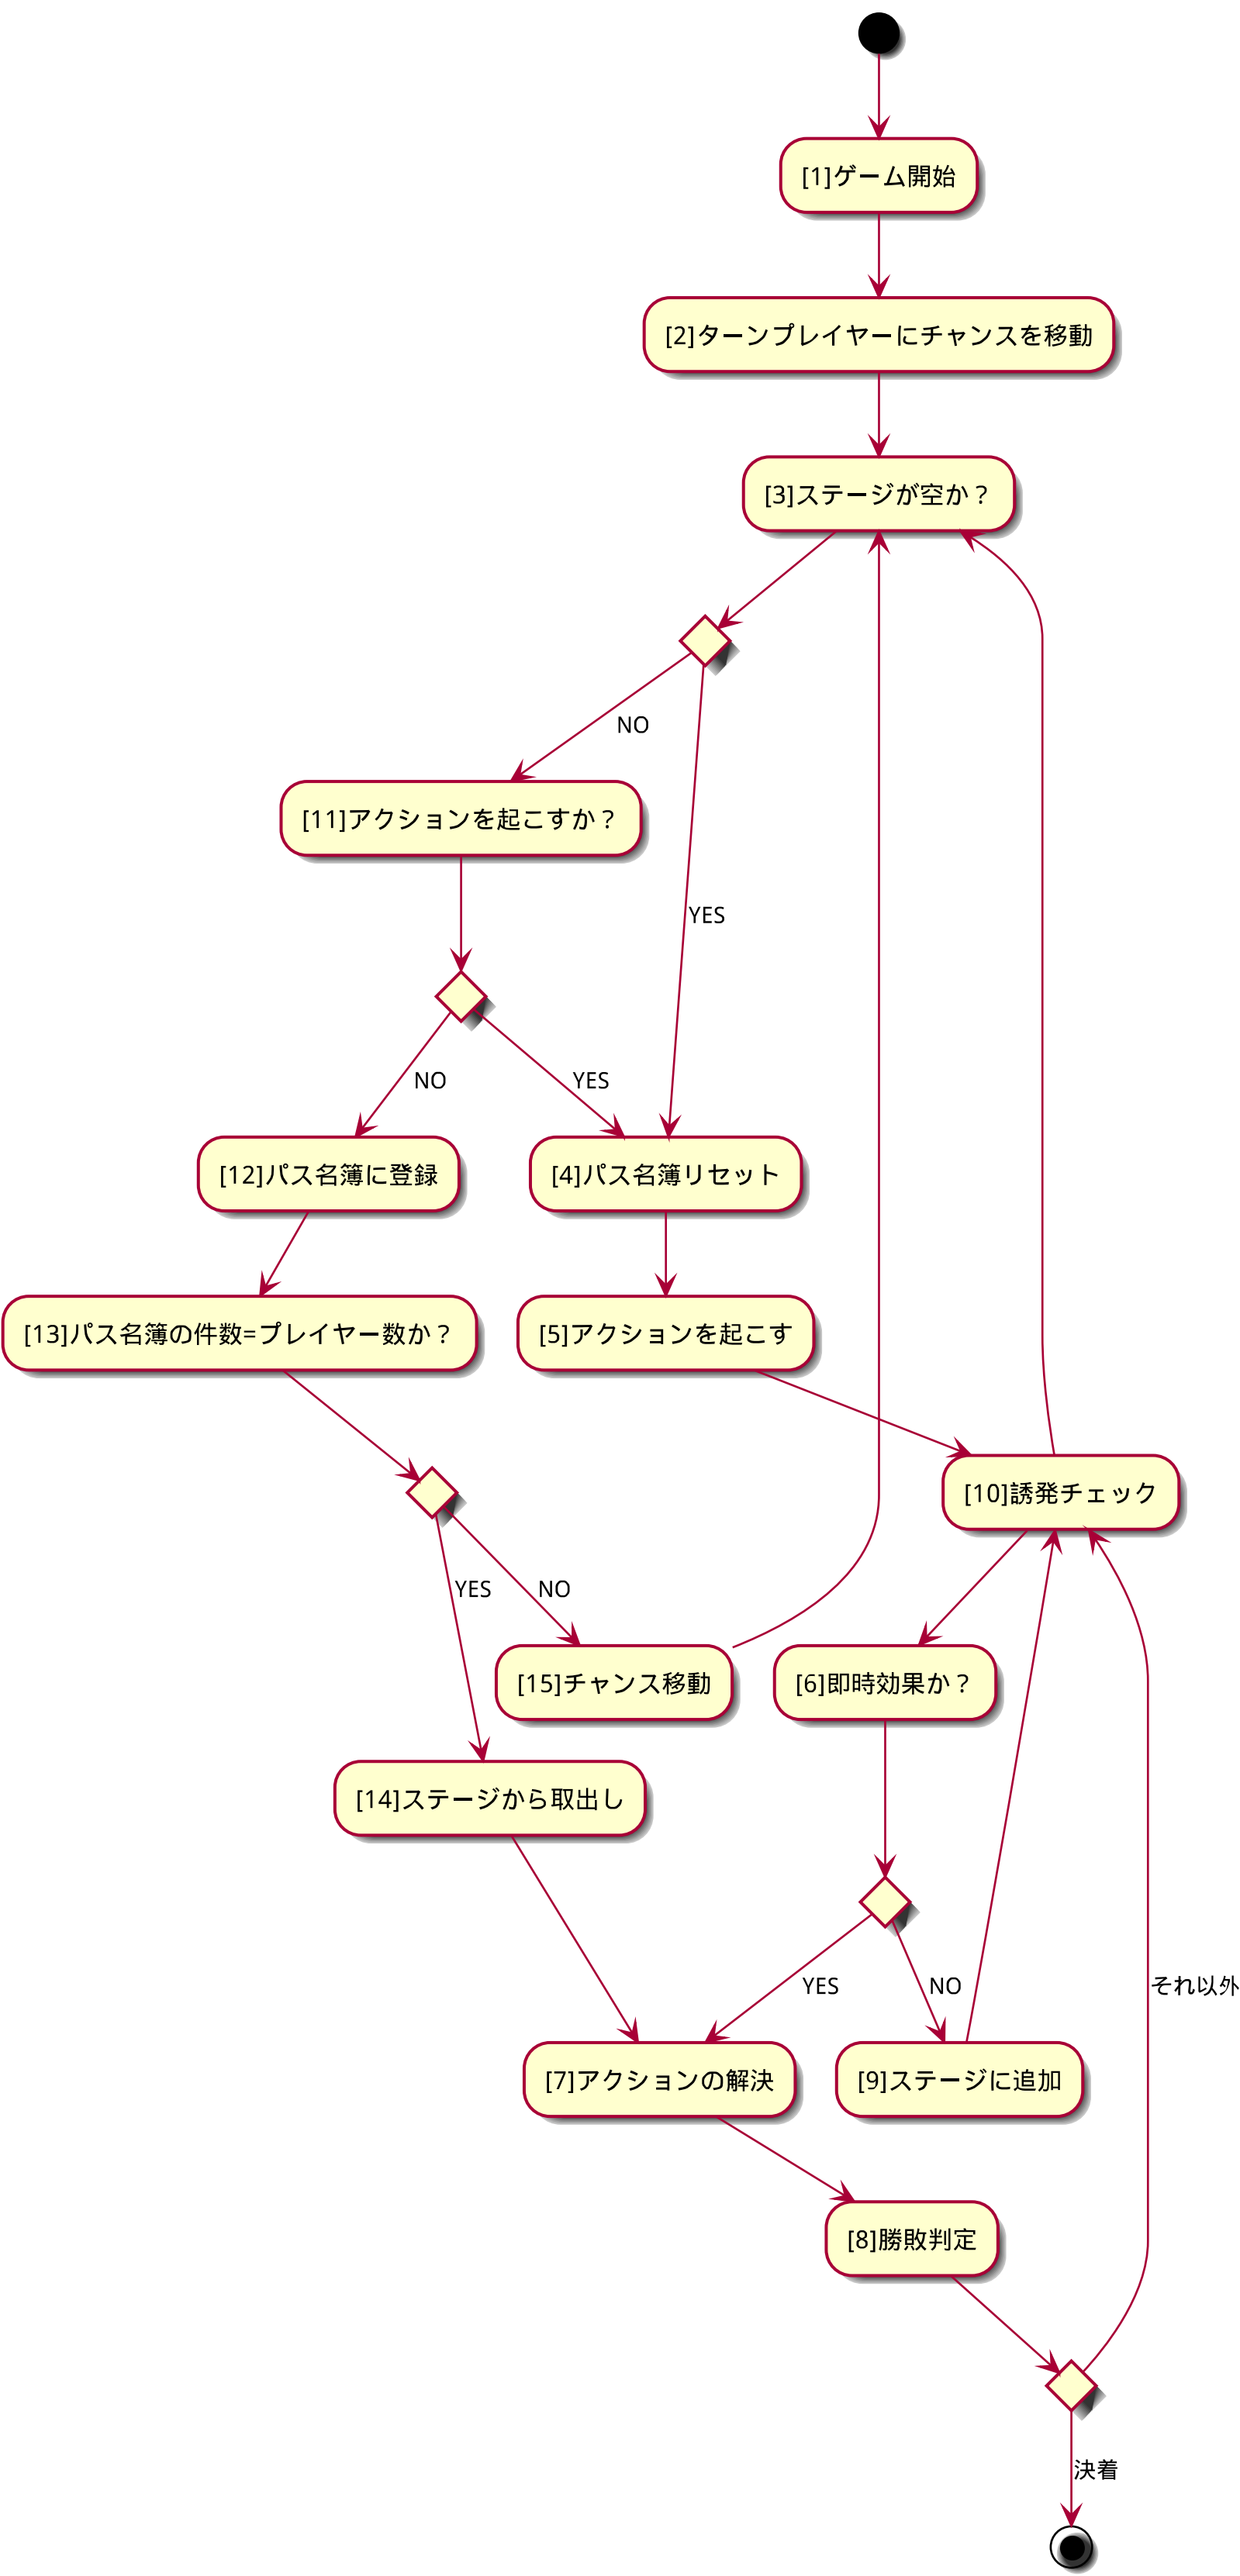 [1]ゲーム開始
[2]ターンプレイヤーにチャンスを移動
[3]ステージが空か？
NO
[11]アクションを起こすか？
YES
NO
YES
[12]パス名簿に登録
[4]パス名簿リセット
[13]パス名簿の件数=プレイヤー数か？
[5]アクションを起こす
[10]誘発チェック
YES
NO
[15]チャンス移動
[6]即時効果か？
[14]ステージから取出し
YES
NO
それ以外
[7]アクションの解決
[9]ステージに追加
[8]勝敗判定
決着